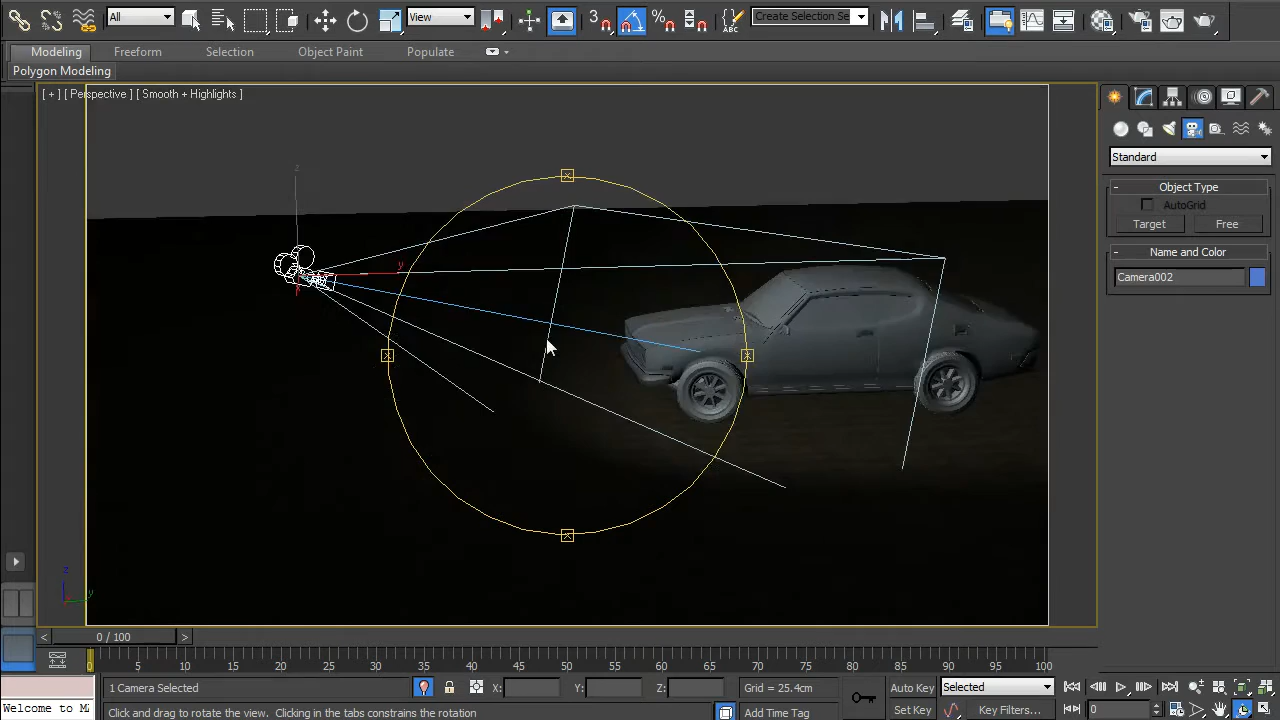 All
View
3
%
ABC
Create Selection Se
Modeling
Freeform
Selection
Object Paint
Populate
Polygon Modeling
[ + ] [ Perspective ] [ Smooth + Highlights ]
z
y
x
z
y
Standard
- Object Type
AutoGrid
Target
Free
- Name and Color
Camera002
< 0 / 100 >
0 5 10 15 20 25 30 35 40 45 50 55 60 65 70 75 80 85 90 95 100
1 Camera Selected
X:
Y:
Z:
Grid = 25.4cm
Auto Key
Selected
Welcome to MA
Click and drag to rotate the view. Clicking in the tabs constrains the rotation
Add Time Tag
Set Key
Key Filters...
0